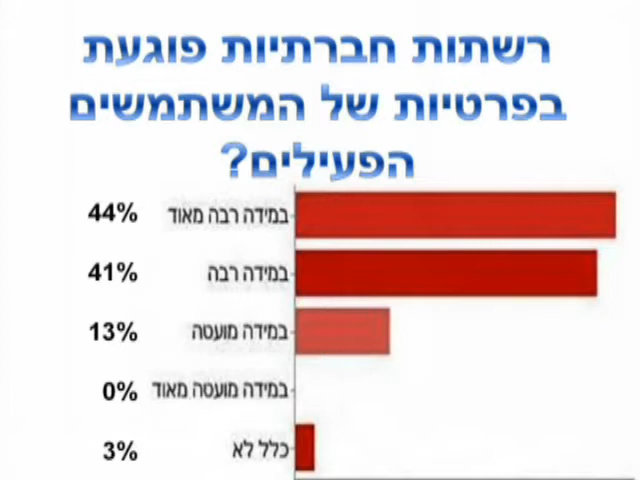 רשתות חברתיות פוגעת
בפרטיות של המשתמשים
הפעילים?
במידה רבה מאוד 44%
במידה רבה 41%
במידה מועטה 13%
במידה מועטה מאוד 0%
כלל לא 3%